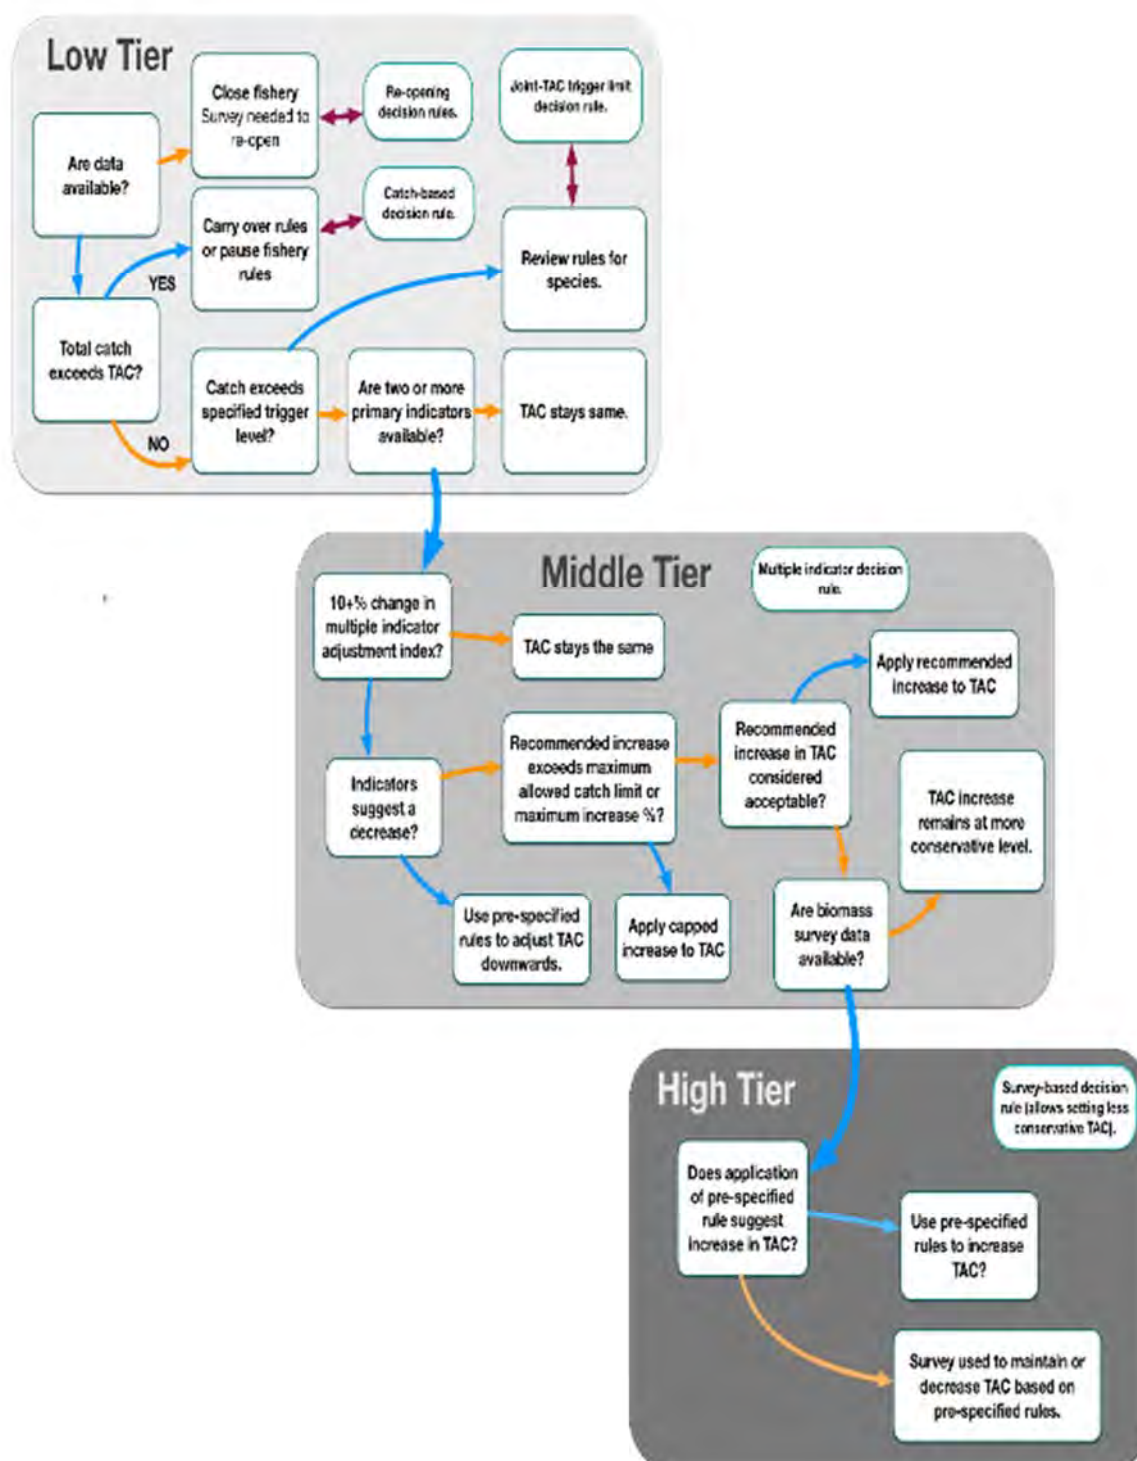 Low Tier
Are data
available?
Close fishery
Survey needed to
re-open
Re-opening
decision rules.
Joint-TAC trigger limit
decision rule.
Carry over rules
or pause fishery
rules
Catch-based
decision rule.
Review rules for
species.
YES
Total catch
exceeds TAC?
NO
Catch exceeds
specified trigger
level?
Are two or more
primary indicators
available?
TAC stays same.
Middle Tier
Multiple indicator decision
rule.
10+% change in
multiple indicator
adjustment index?
TAC stays the same
Apply recommended
increase to TAC
Indicators
suggest a
decrease?
Recommended increase
exceeds maximum
allowed catch limit or
maximum increase %?
Recommended
increase in TAC
considered
acceptable?
TAC increase
remains at more
conservative level.
Use pre-specified
rules to adjust TAC
downwards.
Apply capped
increase to TAC
Are biomass
survey data
available?
High Tier
Survey-based decision
rule (allows setting less
conservative TAC).
Does application
of pre-specified
rule suggest
increase in TAC?
Use pre-specified
rules to increase
TAC?
Survey used to maintain or
decrease TAC based on
pre-specified rules.